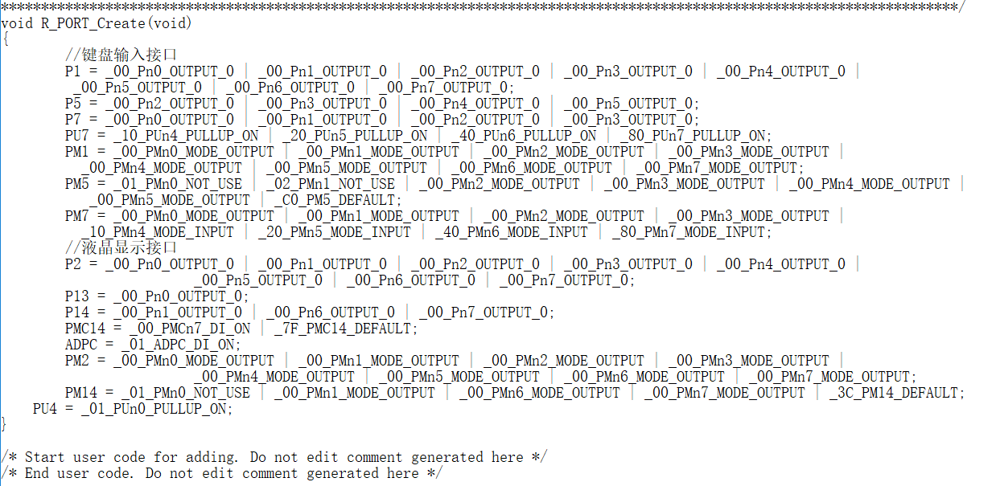 ***********************************************************************************************************************/
void R_PORT_Create(void)
{
//键盘输入接口
P1 = _00_Pn0_OUTPUT_0 | _00_Pn1_OUTPUT_0 | _00_Pn2_OUTPUT_0 | _00_Pn3_OUTPUT_0 | _00_Pn4_OUTPUT_0 |
_00_Pn5_OUTPUT_0 | _00_Pn6_OUTPUT_0 | _00_Pn7_OUTPUT_0;
P5 = _00_Pn2_OUTPUT_0 | _00_Pn3_OUTPUT_0 | _00_Pn4_OUTPUT_0 | _00_Pn5_OUTPUT_0;
P7 = _00_Pn0_OUTPUT_0 | _00_Pn1_OUTPUT_0 | _00_Pn2_OUTPUT_0 | _00_Pn3_OUTPUT_0;
PU7 = _10_PUn4_PULLUP_ON | _20_PUn5_PULLUP_ON | _40_PUn6_PULLUP_ON | _80_PUn7_PULLUP_ON;
PM1 = _00_PMn0_MODE_OUTPUT | _00_PMn1_MODE_OUTPUT | _00_PMn2_MODE_OUTPUT | _00_PMn3_MODE_OUTPUT |
_00_PMn4_MODE_OUTPUT | _00_PMn5_MODE_OUTPUT | _00_PMn6_MODE_OUTPUT | _00_PMn7_MODE_OUTPUT;
PM5 = _01_PMn0_NOT_USE | _02_PMn1_NOT_USE | _00_PMn2_MODE_OUTPUT | _00_PMn3_MODE_OUTPUT | _00_PMn4_MODE_OUTPUT |
_00_PMn5_MODE_OUTPUT | _C0_PM5_DEFAULT;
PM7 = _00_PMn0_MODE_OUTPUT | _00_PMn1_MODE_OUTPUT | _00_PMn2_MODE_OUTPUT | _00_PMn3_MODE_OUTPUT |
_10_PMn4_MODE_INPUT | _20_PMn5_MODE_INPUT | _40_PMn6_MODE_INPUT | _80_PMn7_MODE_INPUT;
//液晶显示接口
P2 = _00_Pn0_OUTPUT_0 | _00_Pn1_OUTPUT_0 | _00_Pn2_OUTPUT_0 | _00_Pn3_OUTPUT_0 | _00_Pn4_OUTPUT_0 |
_00_Pn5_OUTPUT_0 | _00_Pn6_OUTPUT_0 | _00_Pn7_OUTPUT_0;
P13 = _00_Pn0_OUTPUT_0;
P14 = _00_Pn1_OUTPUT_0 | _00_Pn6_OUTPUT_0 | _00_Pn7_OUTPUT_0;
PMC14 = _00_PMCn7_DI_ON | _7F_PMC14_DEFAULT;
ADPC = _01_ADPC_DI_ON;
PM2 = _00_PMn0_MODE_OUTPUT | _00_PMn1_MODE_OUTPUT | _00_PMn2_MODE_OUTPUT | _00_PMn3_MODE_OUTPUT |
_00_PMn4_MODE_OUTPUT | _00_PMn5_MODE_OUTPUT | _00_PMn6_MODE_OUTPUT | _00_PMn7_MODE_OUTPUT;
PM14 = _01_PMn0_NOT_USE | _00_PMn1_MODE_OUTPUT | _00_PMn6_MODE_OUTPUT | _00_PMn7_MODE_OUTPUT | _3C_PM14_DEFAULT;
PU4 = _01_PUn0_PULLUP_ON;
}
/* Start user code for adding. Do not edit comment generated here */
/* End user code. Do not edit comment generated here */